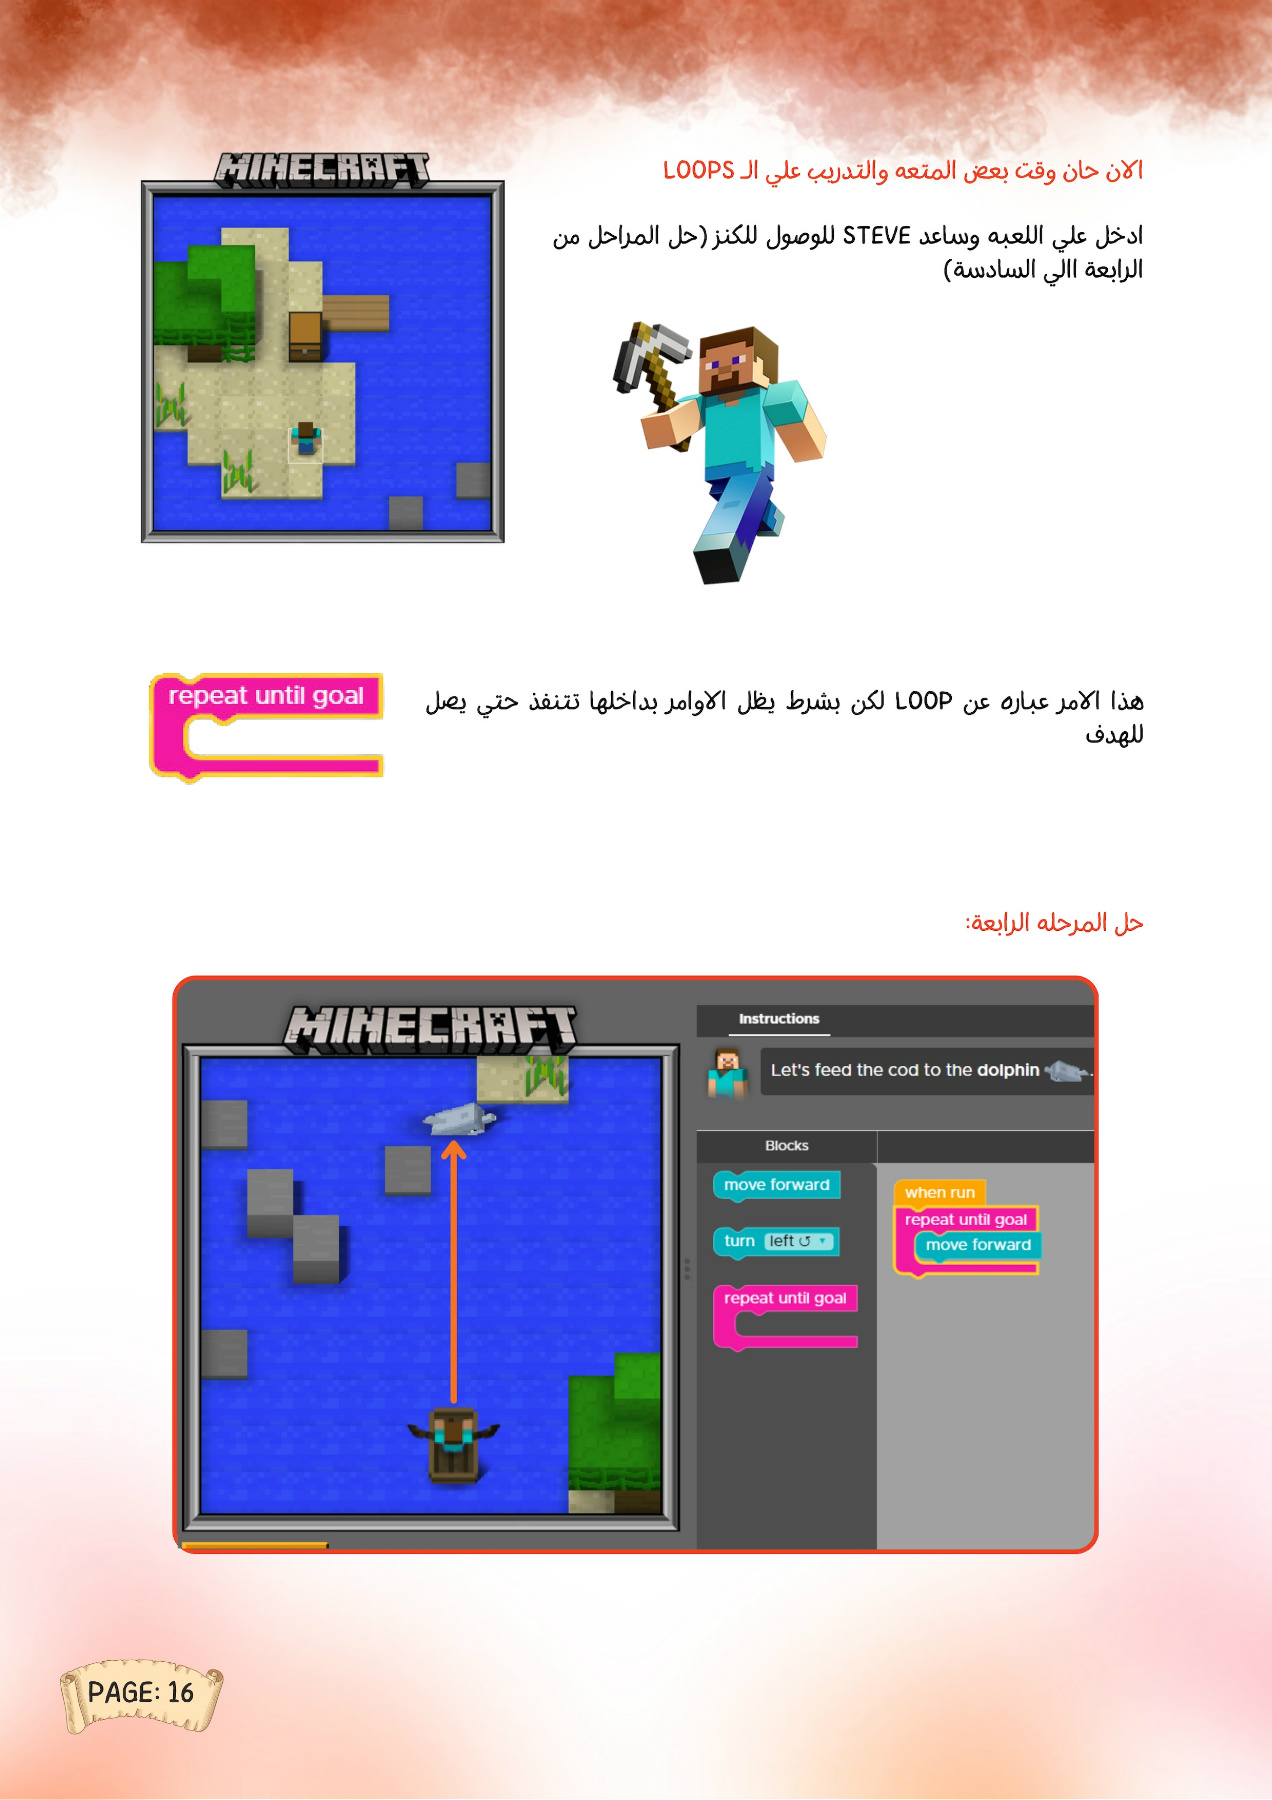 MINECRAFT
الان حان وقت بعض المتعه والتدريب علي الـ LOOPS
ادخل علي اللعبه وساعد STEVE للوصول للكنز (حل المراحل من
الرابعة االي السادسة)
repeat until goal
هذا الامر عباره عن LOOP لكن بشرط يظل الاوامر بداخلها تتنفذ حتي يصل
للهدف
حل المرحله الرابعة:
MINECRAFT
Instructions
Let's feed the cod to the dolphin .
Blocks
move forward
turn left ↺ ▼
repeat until goal
when run
repeat until goal
move forward
PAGE: 16